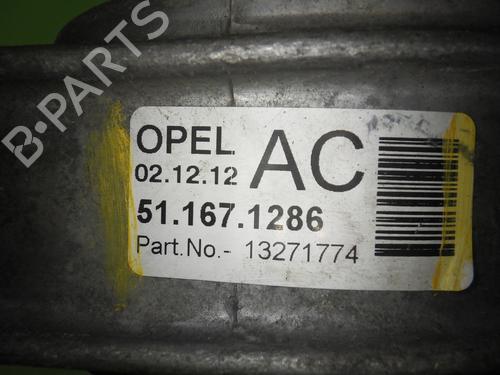 B-PARTS
OPEL AC
02.12.12
51.167.1286
Part.No.- 13271774